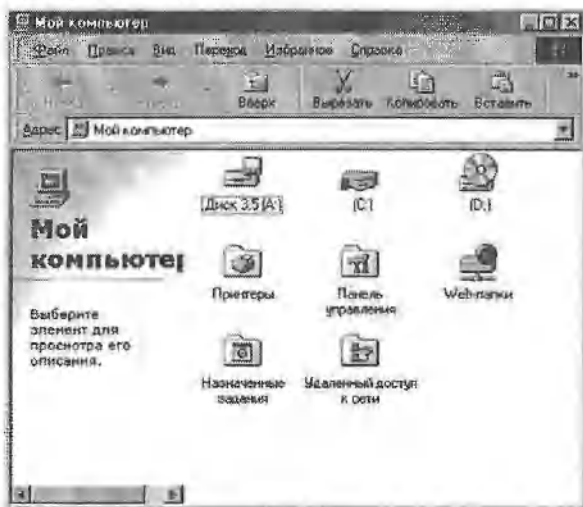 Мой компьютер
Файл Правка Вид Переход Избранное Справка
Вверх Вырезать Копировать Вставить »
Адрес Мой компьютер
Диск 3,5 (A:) (C:) (D:)
Мой
компьютер
Принтеры Панель управления Web-папки
Выберите
элемент для
просмотра его
описания.
Назначенные задания Удаленный доступ к сети